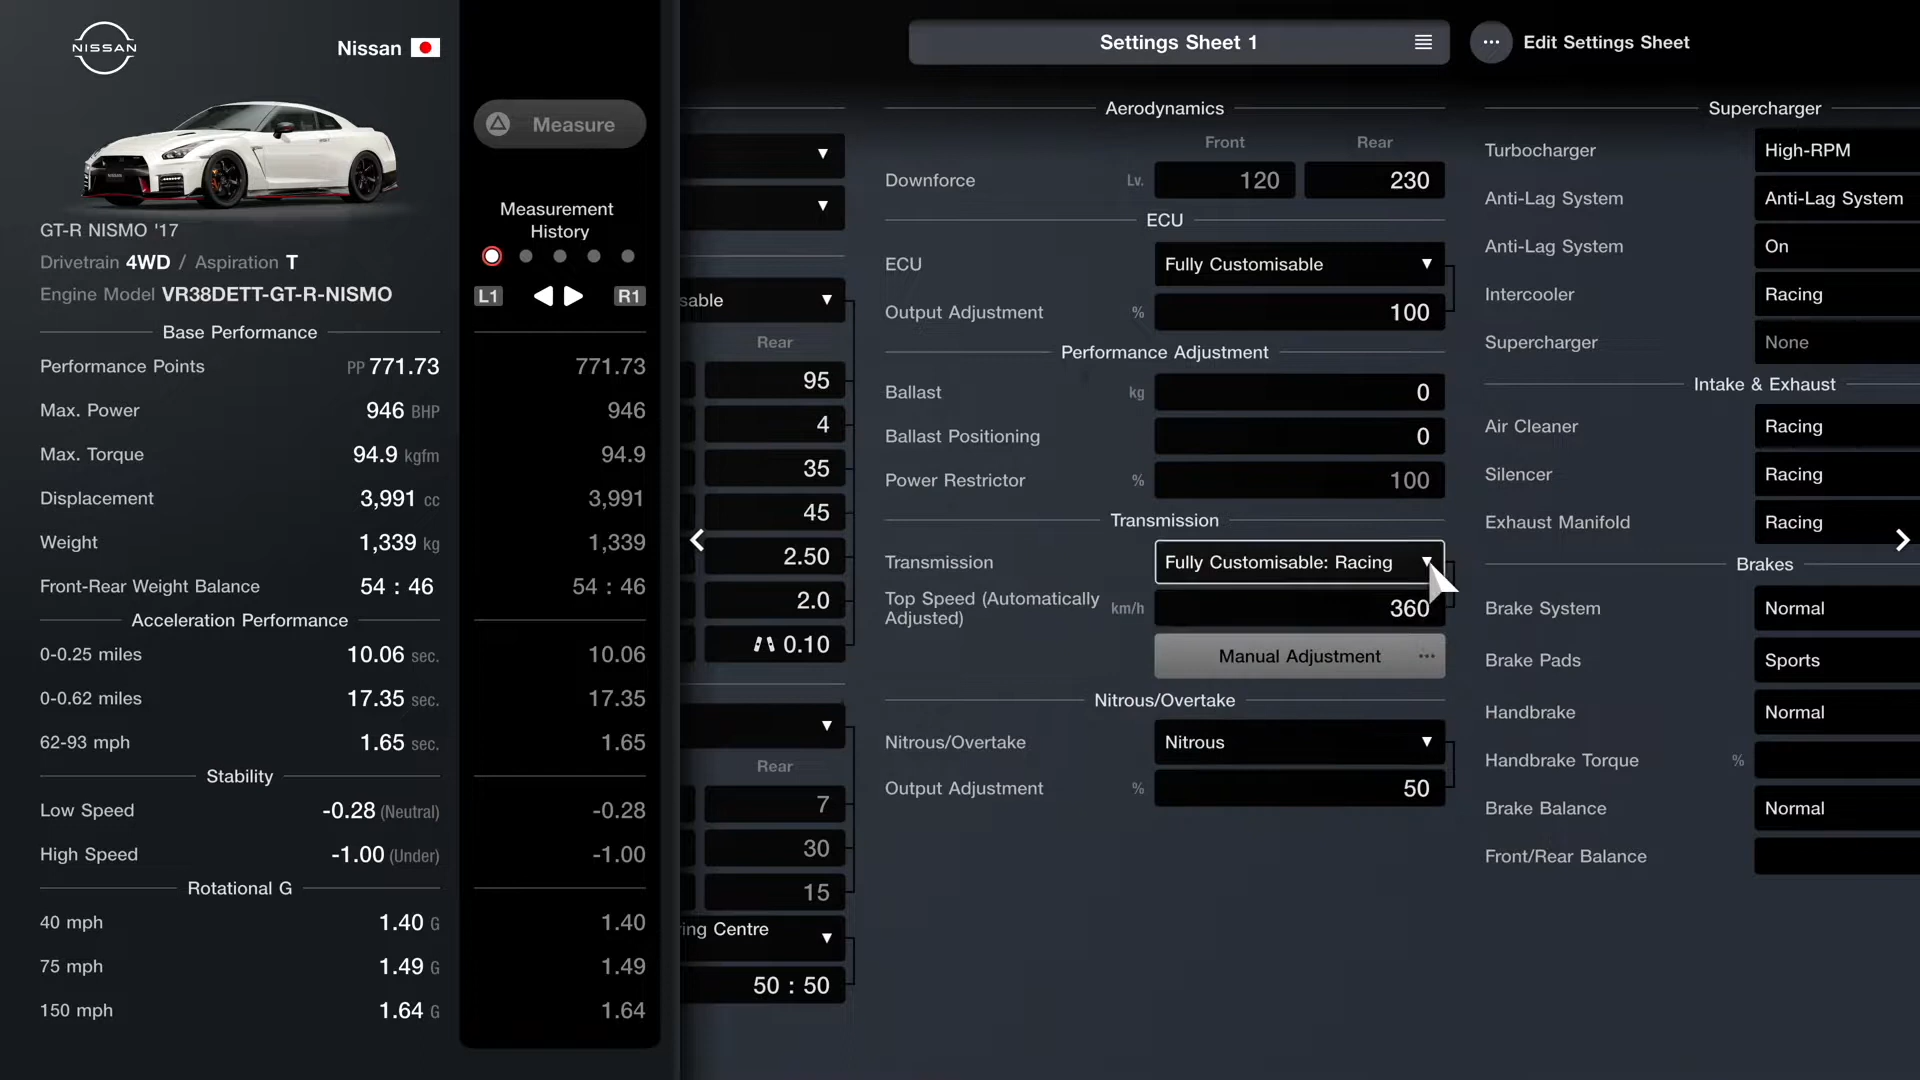 NISSAN
Nissan
GT-R NISMO '17
Drivetrain 4WD / Aspiration T
Engine Model VR38DETT-GT-R-NISMO
Base Performance
Performance Points PP 771.73
Max. Power 946 BHP
Max. Torque 94.9 kgfm
Displacement 3,991 cc
Weight 1,339 kg
Front-Rear Weight Balance 54 : 46
Acceleration Performance
0-0.25 miles 10.06 sec.
0-0.62 miles 17.35 sec.
62-93 mph 1.65 sec.
Stability
Low Speed -0.28 (Neutral)
High Speed -1.00 (Under)
Rotational G
40 mph 1.40 G
75 mph 1.49 G
150 mph 1.64 G
Measure
Measurement
History
L1 R1
771.73
946
94.9
3,991
1,339
54 : 46
10.06
17.35
1.65
-0.28
-1.00
1.40
1.49
1.64
sable
Rear
95
4
35
45
2.50
2.0
0.10
Rear
7
30
15
ing Centre
50 : 50
Settings Sheet 1
Edit Settings Sheet
Aerodynamics
Front Rear
Downforce Lv. 120 230
ECU
ECU Fully Customisable
Output Adjustment % 100
Performance Adjustment
Ballast kg 0
Ballast Positioning 0
Power Restrictor % 100
Transmission
Transmission Fully Customisable: Racing
Top Speed (Automatically
Adjusted) km/h 360
Manual Adjustment
Nitrous/Overtake
Nitrous/Overtake Nitrous
Output Adjustment % 50
Supercharger
Turbocharger High-RPM
Anti-Lag System Anti-Lag System
Anti-Lag System On
Intercooler Racing
Supercharger None
Intake & Exhaust
Air Cleaner Racing
Silencer Racing
Exhaust Manifold Racing
Brakes
Brake System Normal
Brake Pads Sports
Handbrake Normal
Handbrake Torque %
Brake Balance Normal
Front/Rear Balance